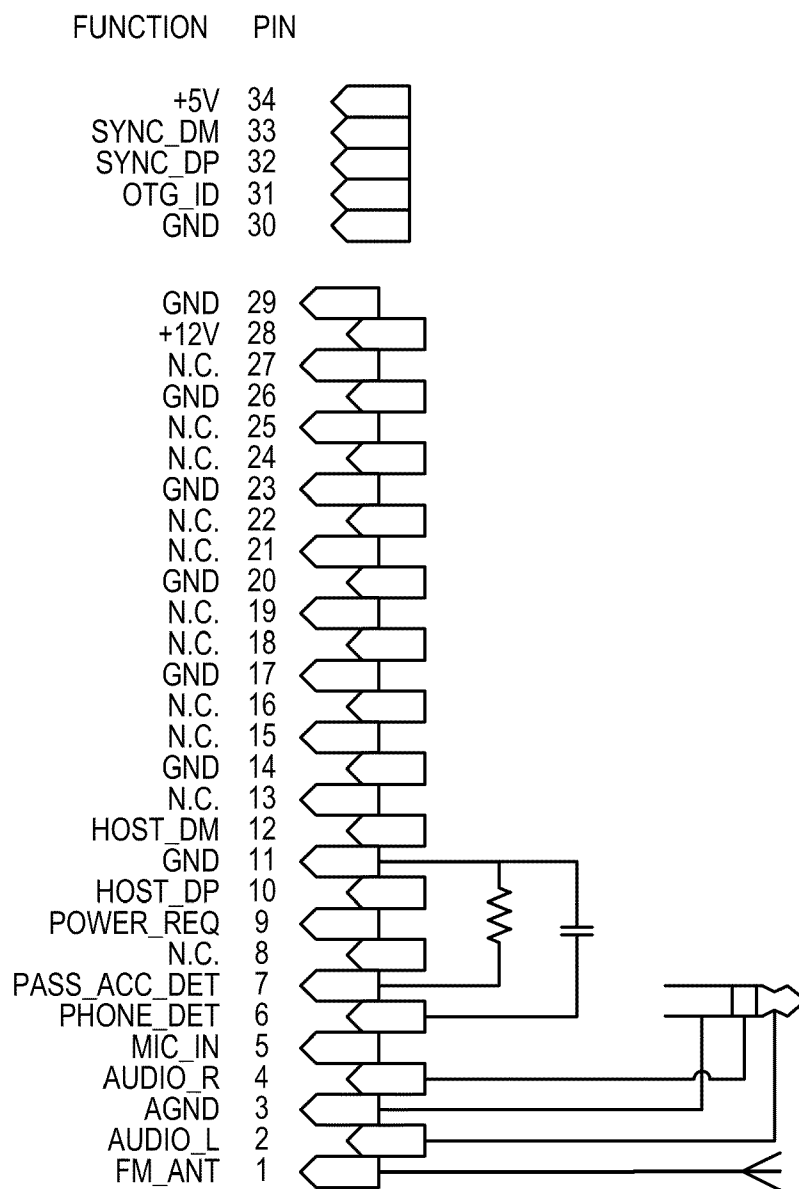 FUNCTION PIN
+5V 34
SYNC_DM 33
SYNC_DP 32
OTG_ID 31
GND 30
GND 29
+12V 28
N.C. 27
GND 26
N.C. 25
N.C. 24
GND 23
N.C. 22
N.C. 21
GND 20
N.C. 19
N.C. 18
GND 17
N.C. 16
N.C. 15
GND 14
N.C. 13
HOST_DM 12
GND 11
HOST_DP 10
POWER_REQ 9
N.C. 8
PASS_ACC_DET 7
PHONE_DET 6
MIC_IN 5
AUDIO_R 4
AGND 3
AUDIO_L 2
FM_ANT 1